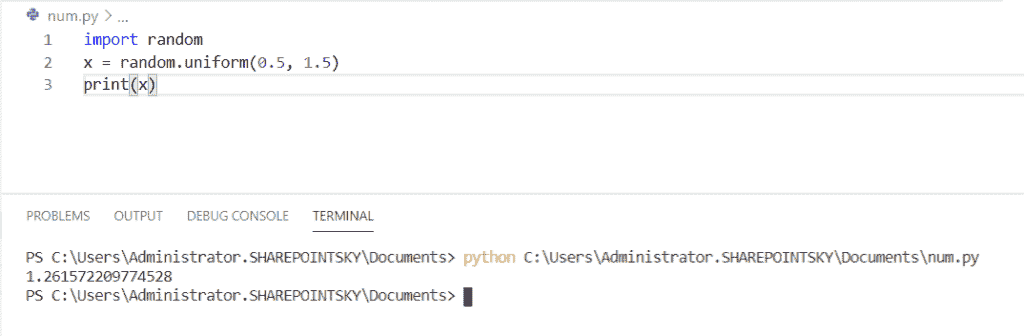 num.py > ...
1 import random
2 x = random.uniform(0.5, 1.5)
3 print(x)
PROBLEMS OUTPUT DEBUG CONSOLE TERMINAL
PS C:\Users\Administrator.SHAREPOINTSKY\Documents> python C:\Users\Administrator.SHAREPOINTSKY\Documents\num.py
1.261572209774528
PS C:\Users\Administrator.SHAREPOINTSKY\Documents>